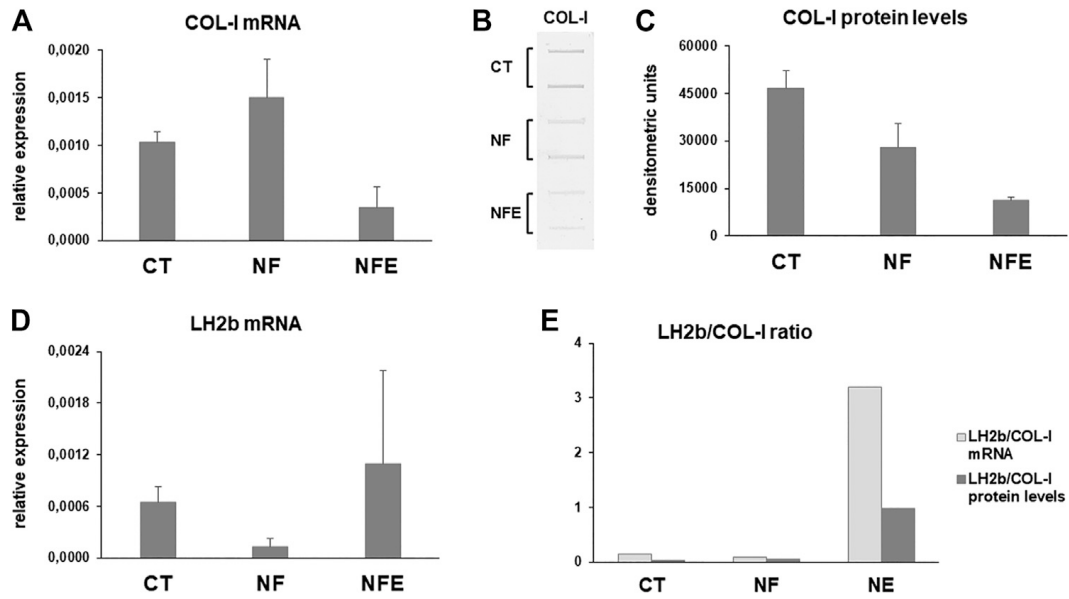 A
COL-I mRNA
relative expression
0,0020
0,0015
0,0010
0,0005
0,0000
CT NF NFE
B
COL-I
CT
NF
NFE
C
COL-I protein levels
densitometric units
60000
45000
30000
15000
0
CT NF NFE
D
LH2b mRNA
relative expression
0,0024
0,0018
0,0012
0,0006
0,0000
CT NF NFE
E
LH2b/COL-I ratio
4
3
2
1
0
CT NF NE
LH2b/COL-I
mRNA
LH2b/COL-I
protein levels